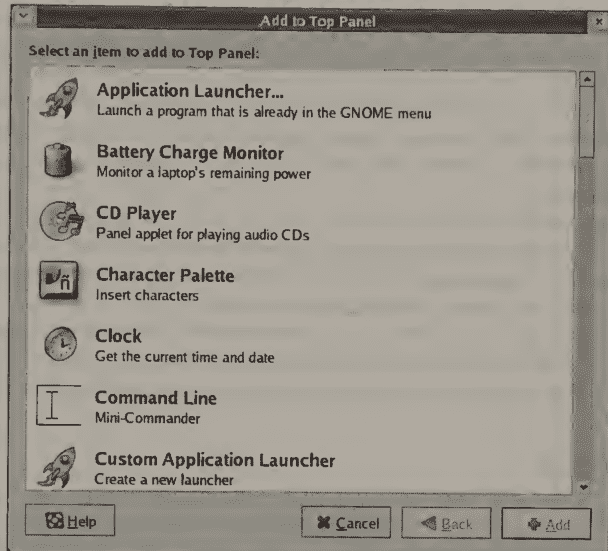 Add to Top Panel
Select an item to add to Top Panel:
Application Launcher...
Launch a program that is already in the GNOME menu
Battery Charge Monitor
Monitor a laptop's remaining power
CD Player
Panel applet for playing audio CDs
Character Palette
Insert characters
Clock
Get the current time and date
Command Line
Mini-Commander
Custom Application Launcher
Create a new launcher
Help
Cancel
Back
Add